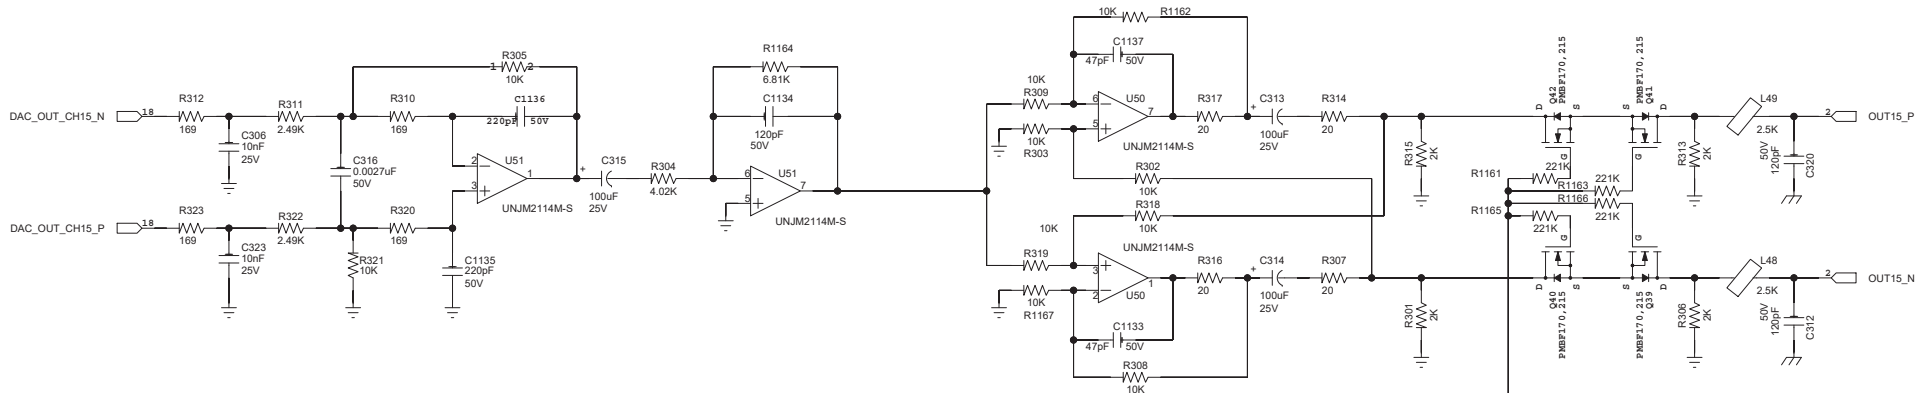 DAC_OUT_CH15_N
18
R312
169
C306
10nF
25V
R311
2.49K
R310
169
R305
1 2
10K
C1136
220pF 50V
C316
0.0027uF
50V
2
3
1
U51
UNJM2114M-S
DAC_OUT_CH15_P
18
R323
169
C323
10nF
25V
R322
2.49K
R321
10K
R320
169
C1135
220pF
50V
+
C315
100uF
25V
R304
4.02K
R1164
6.81K
C1134
120pF
50V
6
5
7
U51
UNJM2114M-S
10K
R1162
C1137
47pF 50V
10K
R309
R303
10K
6
5
7
U50
UNJM2114M-S
R317
20
+
C313
100uF
25V
R314
20
R302
10K
R318
10K
10K
R319
10K
R1167
UNJM2114M-S
3
2
1
U50
R316
20
+
C314
100uF
25V
R307
20
C1133
47pF 50V
R308
10K
R315
2K
R301
2K
D
Q42
PMBF170,215
S
G
S
PMBF170,215
Q41
D
G
221K
R1161
221K
R1163
R1166
221K
R1165
221K
G
D
Q40
PMBF170,215
S
G
S
PMBF170,215
Q39
D
R313
2K
R306
2K
L49
2.5K
50V
120pF
C320
2
OUT15_P
L48
2.5K
50V
120pF
C312
2
OUT15_N